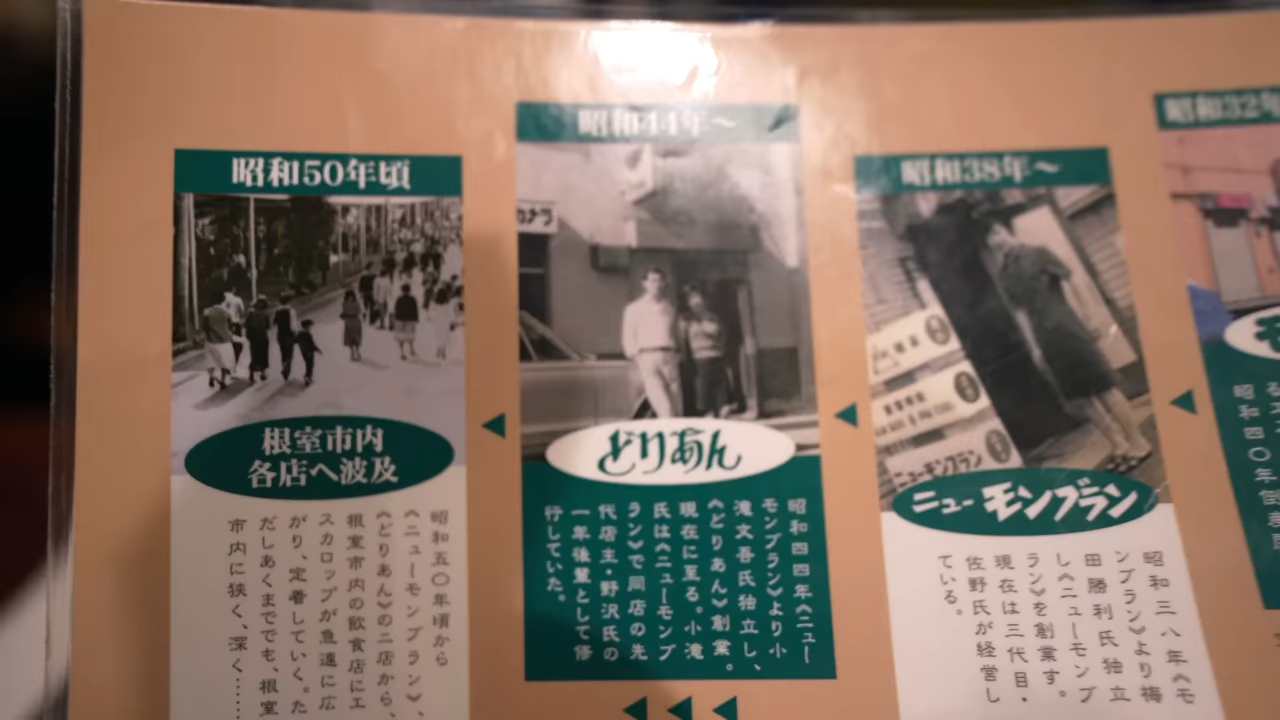 昭和32年
昭和38年～
ニューモンブラン
ニューモンブラン
昭和三八年《モ
ンブラン》より梅
田勝利氏独立
し《ニューモンブ
ラン》を創業す。
現在は三代目・
佐野氏が経営し
ている。
昭和44年～
カナラ
どりあん
昭和四四年《ニュー
モンブラン》より小
滝文吾氏独立し、
《どりあん》創業。
現在に至る。小滝
氏は《ニューモンブ
ラン》で同店の先
代店主・野沢氏の
一年後輩として修
行していた。
昭和50年頃
根室市内
各店へ波及
昭和五〇年頃から
《ニューモンブラン》、
《どりあん》の二店から、
根室市内の飲食店にエ
スカロップが急速に広
がり、定着していく。た
だしあくまでも、根室
市内に狭く、深く……